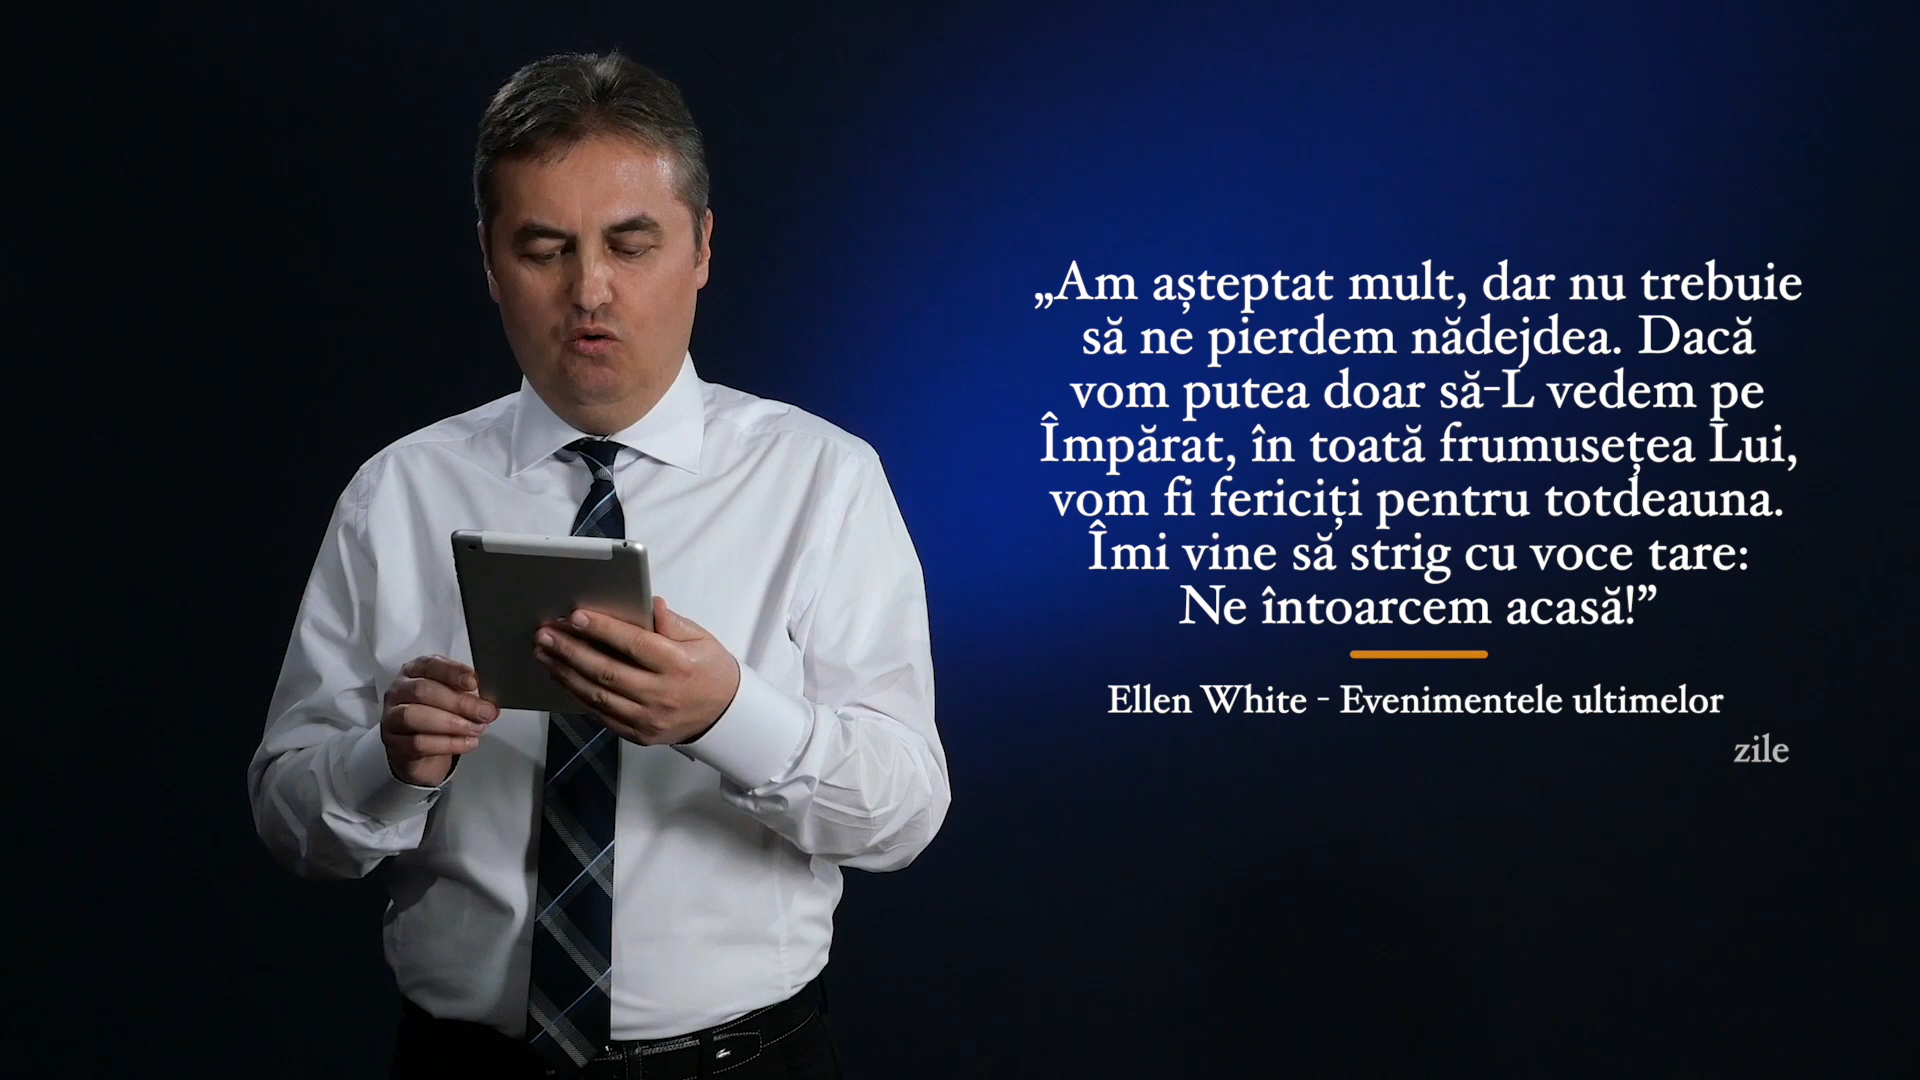 „Am așteptat mult, dar nu trebuie
să ne pierdem nădejdea. Dacă
vom putea doar să-L vedem pe
Împărat, în toată frumusețea Lui,
vom fi fericiți pentru totdeauna.
Îmi vine să strig cu voce tare:
Ne întoarcem acasă!”
Ellen White - Evenimentele ultimelor
zile